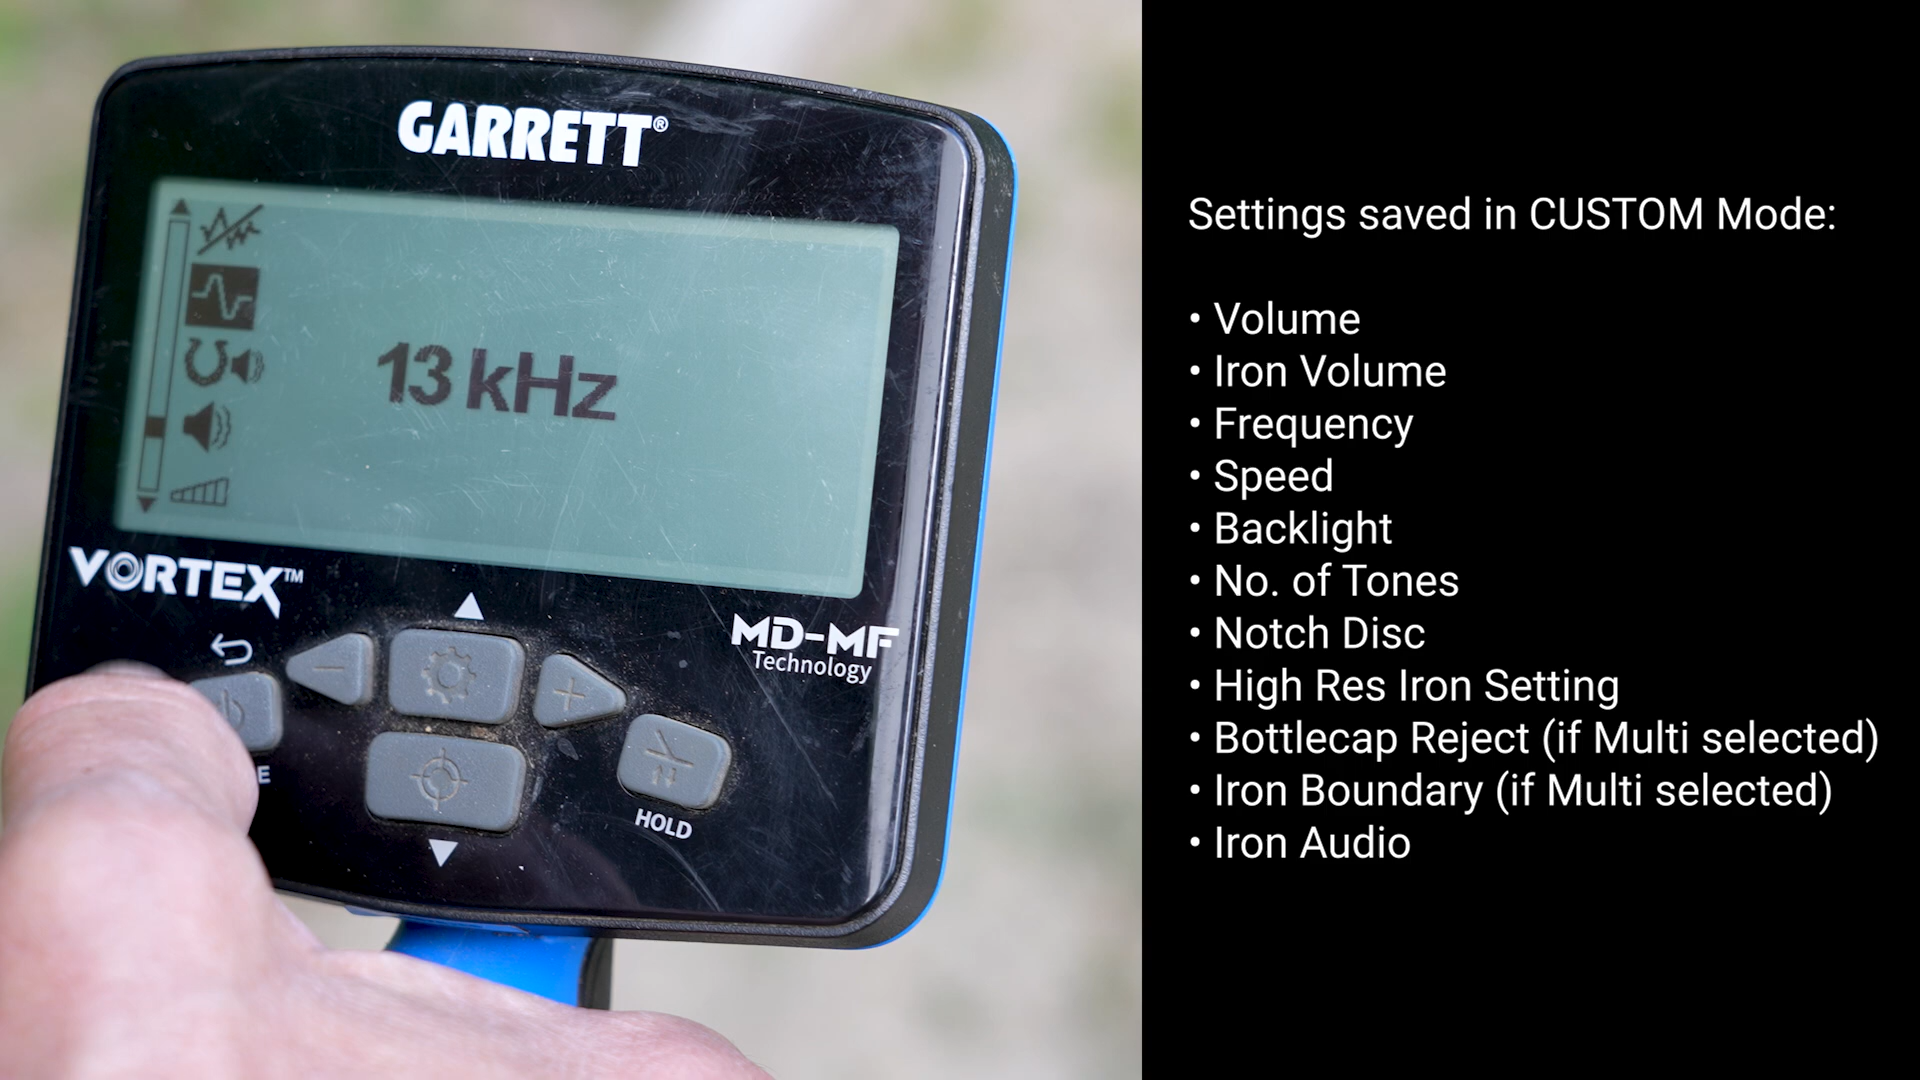 GARRETT®
13 kHz
VORTEX™
MD-MF
Technology
HOLD
Settings saved in CUSTOM Mode:
• Volume
• Iron Volume
• Frequency
• Speed
• Backlight
• No. of Tones
• Notch Disc
• High Res Iron Setting
• Bottlecap Reject (if Multi selected)
• Iron Boundary (if Multi selected)
• Iron Audio